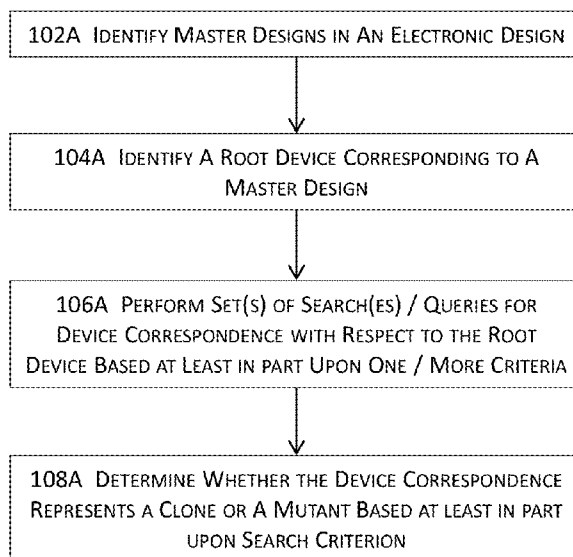 102A IDENTIFY MASTER DESIGNS IN AN ELECTRONIC DESIGN
104A IDENTIFY A ROOT DEVICE CORRESPONDING TO A
MASTER DESIGN
106A PERFORM SET(S) OF SEARCH(ES) / QUERIES FOR
DEVICE CORRESPONDENCE WITH RESPECT TO THE ROOT
DEVICE BASED AT LEAST IN PART UPON ONE / MORE CRITERIA
108A DETERMINE WHETHER THE DEVICE CORRESPONDENCE
REPRESENTS A CLONE OR A MUTANT BASED AT LEAST IN PART
UPON SEARCH CRITERION